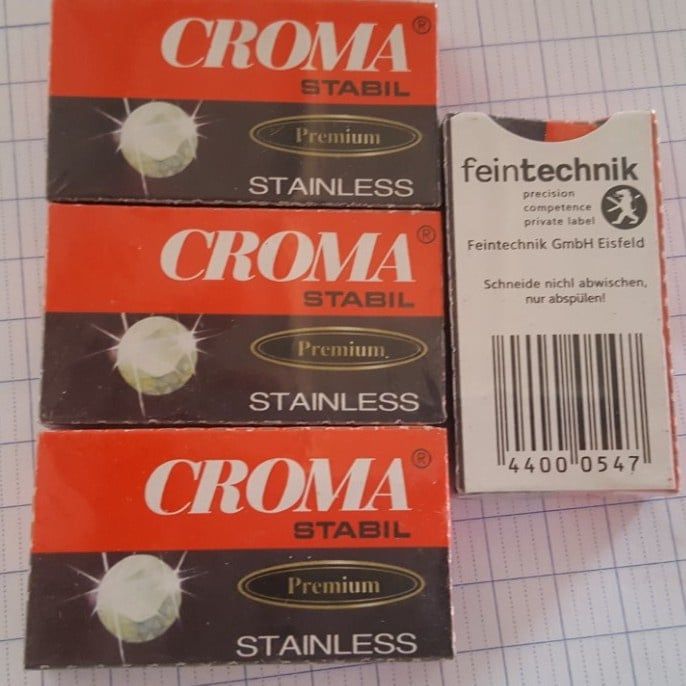 CROMA®
STABIL
Premium
STAINLESS
CROMA®
STABIL
Premium
STAINLESS
CROMA®
STABIL
Premium
STAINLESS
feintechnik
precision
competence
private label
Feintechnik GmbH Eisfeld
Schneide nichl abwischen,
nur abspülen!
4400 0547